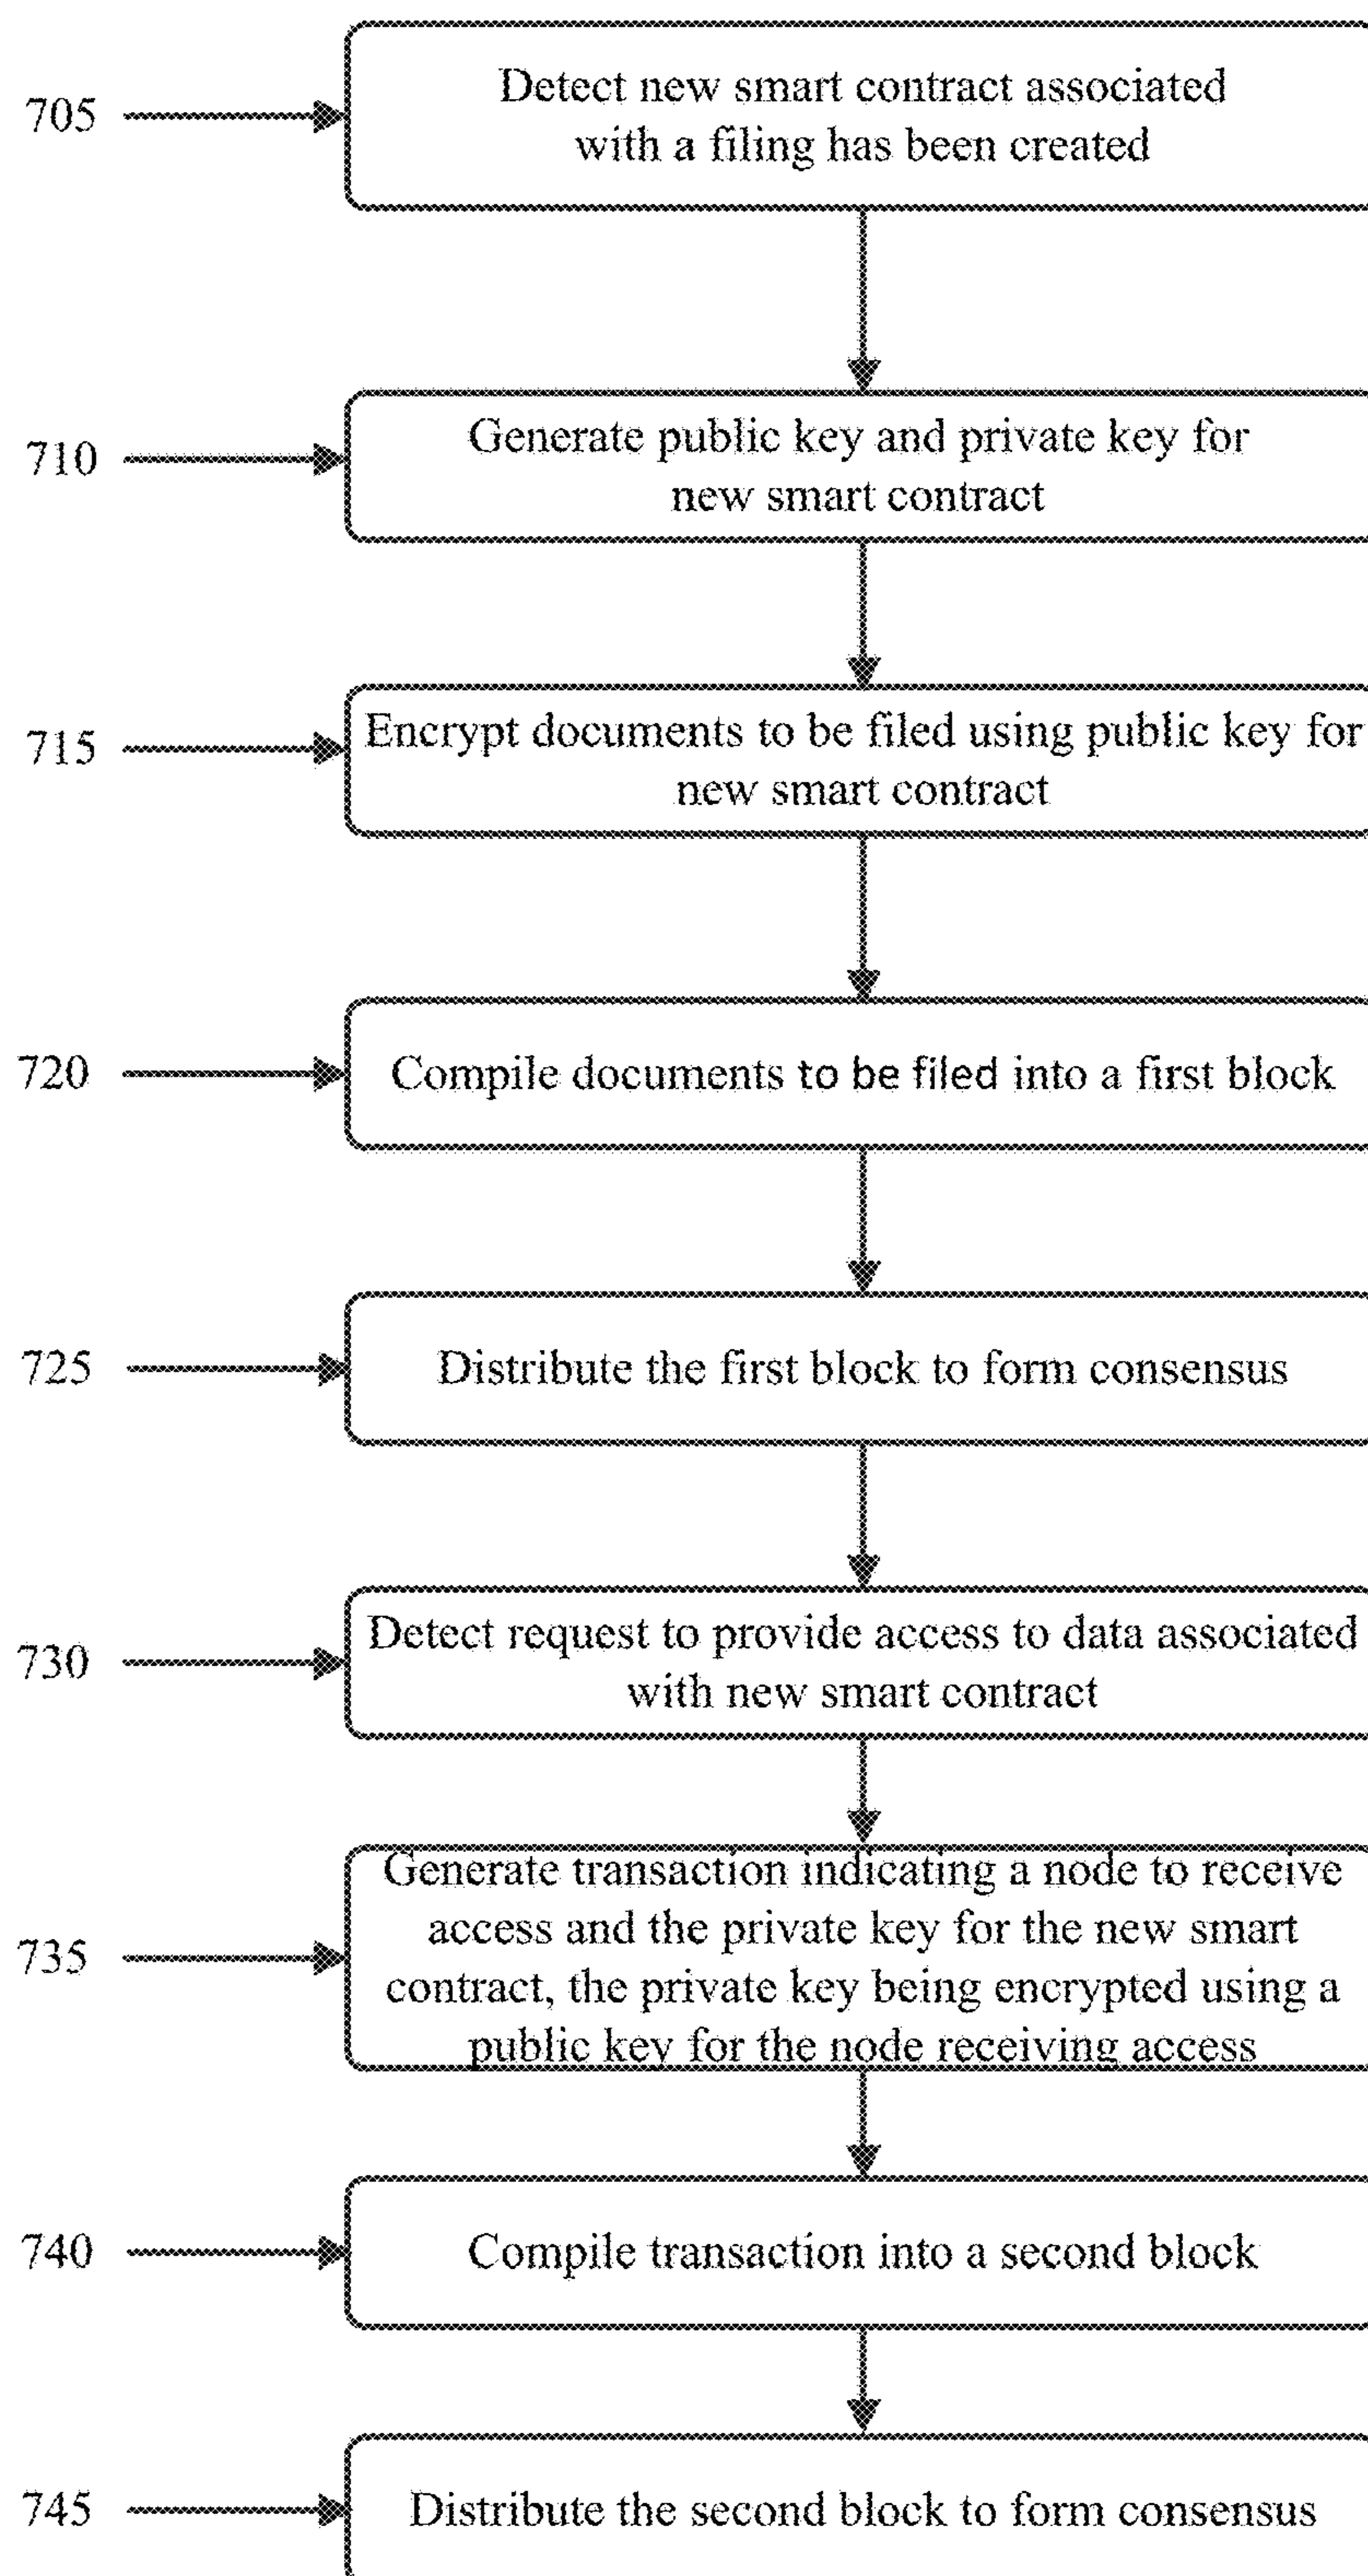 705
Detect new smart contract associated
with a filing has been created
710
Generate public key and private key for
new smart contract
715
Encrypt documents to be filed using public key for
new smart contract
720
Compile documents to be filed into a first block
725
Distribute the first block to form consensus
730
Detect request to provide access to data associated
with new smart contract
735
Generate transaction indicating a node to receive
access and the private key for the new smart
contract, the private key being encrypted using a
public key for the node receiving access
740
Compile transaction into a second block
745
Distribute the second block to form consensus